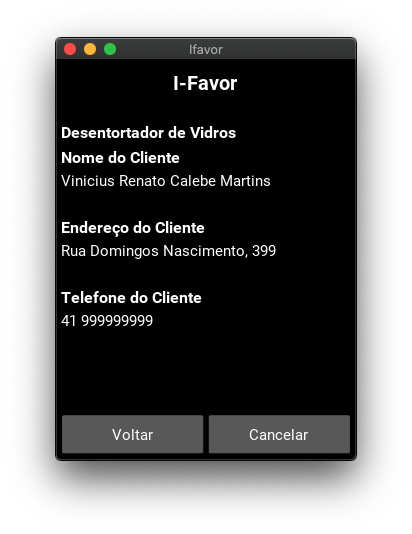 Ifavor
I-Favor
Desentortador de Vidros
Nome do Cliente
Vinicius Renato Calebe Martins
Endereço do Cliente
Rua Domingos Nascimento, 399
Telefone do Cliente
41 999999999
Voltar
Cancelar